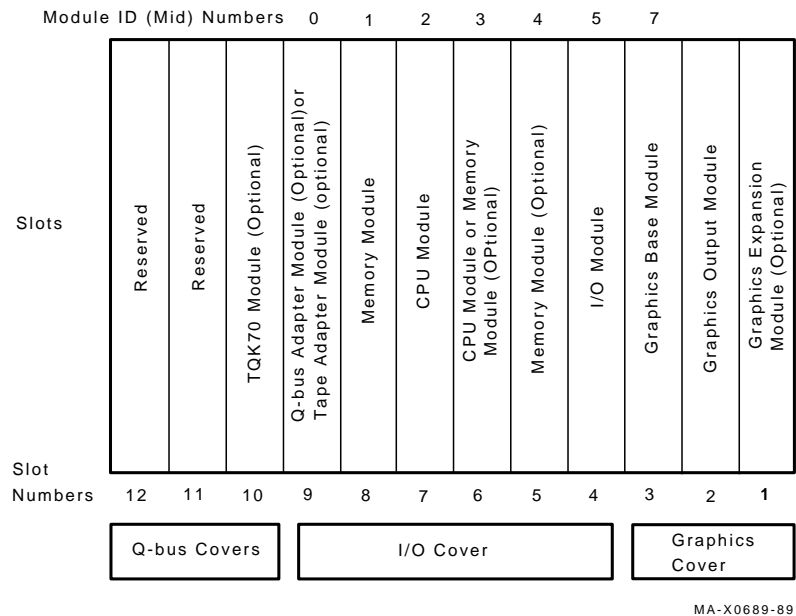 Module ID (Mid) Numbers 0 1 2 3 4 5 7
Slots
Reserved
Reserved
TQK70 Module (Optional)
Q-bus Adapter Module (Optional)or
Tape Adapter Module (optional)
Memory Module
CPU Module
CPU Module or Memory
Module (OPtional)
Memory Module (Optional)
I/O Module
Graphics Base Module
Graphics Output Module
Graphics Expansion
Module (Optional)
Slot
Numbers 12 11 10 9 8 7 6 5 4 3 2 1
Q-bus Covers
I/O Cover
Graphics
Cover
MA-X0689-89